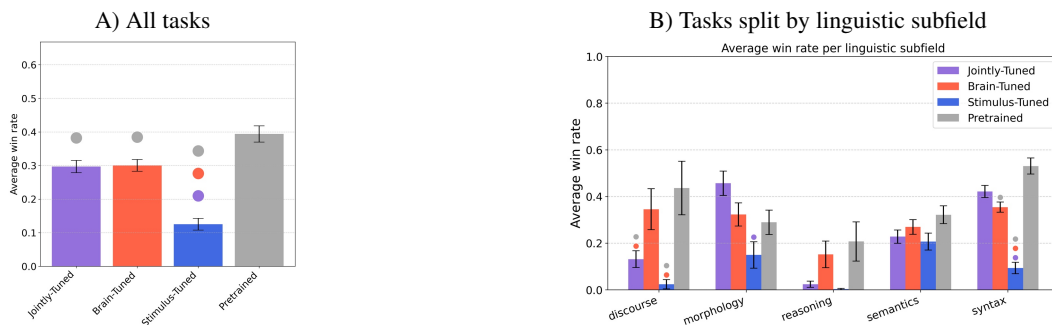 A) All tasks
0.6
0.5
0.4
0.3
0.2
0.1
0.0
Average win rate
Jointly-Tuned
Brain-Tuned
Stimulus-Tuned
Pretrained
B) Tasks split by linguistic subfield
Average win rate per linguistic subfield
1.0
0.8
0.6
0.4
0.2
0.0
Average win rate
Jointly-Tuned
Brain-Tuned
Stimulus-Tuned
Pretrained
discourse
morphology
reasoning
semantics
syntax